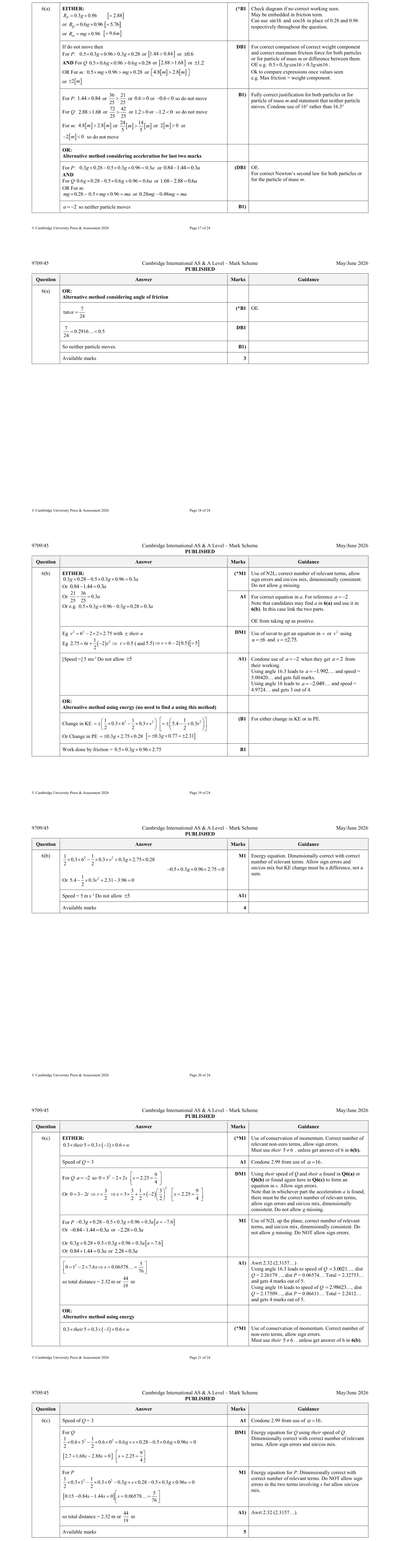 6(a) EITHER: (*B1 Check diagram if no correct working seen.
R_P = 0.3g × 0.96 [= 2.88] May be embedded in friction term.
or R_Q = 0.6g × 0.96 [= 5.76] Can use sin16 and cos16 in place of 0.28 and 0.96
or R_m = mg × 0.96 [= 9.6m] respectively throughout the question.
If do not move then DB1 For comparison of correct weight component
For P: 0.5×0.3g×0.96 > 0.3g×0.28 or [1.44 > 0.84] or ±0.6 and correct maximum friction force for both particles
AND For Q 0.5×0.6g×0.96 > 0.6g×0.28 or [2.88 > 1.68] or ±1.2 or for particle of mass m or difference between them
OR For m: 0.5×mg×0.96 > mg×0.28 or [4.8[m] > 2.8[m]] OE e.g. 0.5×0.3g cos16 > 0.3g sin16.
or ±2[m] Ok to compare expressions once values seen
e.g. Max friction > weight component.
For P: 1.44 > 0.84 or 36/25 > 21/25 or 0.6 > 0 or −0.6 < 0 so do not move B1) Fully correct justification for both particles or for
For Q: 2.88 > 1.68 or 72/25 > 42/25 or 1.2 > 0 or −1.2 < 0 so do not move particle of mass m and statement that neither particle
For m: 4.8[m] > 2.8[m] or 24/5[m] > 14/5[m] or 2[m] > 0 or moves. Condone use of 16° rather than 16.3°
−2[m] < 0 so do not move
OR:
Alternative method considering acceleration for last two marks
For P: 0.3g×0.28−0.5×0.3g×0.96 = 0.3a or 0.84−1.44 = 0.3a (DB1 OE.
AND For correct Newton's second law for both particles or
For Q 0.6g×0.28−0.5×0.6g×0.96 = 0.6a or 1.68−2.88 = 0.6a for the particle of mass m.
OR For m:
mg×0.28−0.5×mg×0.96 = ma or 0.28mg−0.48mg = ma
a = −2 so neither particle moves B1)
© Cambridge University Press & Assessment 2026 Page 17 of 24
9709/45 Cambridge International AS & A Level – Mark Scheme May/June 2026
PUBLISHED
Question Answer Marks Guidance
6(a) OR:
Alternative method considering angle of friction
tan α = 7/24 (*B1 OE.
7/24 = 0.2916... < 0.5 DB1
So neither particle moves. B1)
Available marks 3
© Cambridge University Press & Assessment 2026 Page 18 of 24
9709/45 Cambridge International AS & A Level – Mark Scheme May/June 2026
PUBLISHED
Question Answer Marks Guidance
6(b) EITHER: (*M1 Use of N2L; correct number of relevant terms, allow
0.3g×0.28−0.5×0.3g×0.96 = 0.3a sign errors and sin/cos mix, dimensionally consistent.
Or 0.84−1.44 = 0.3a Do not allow g missing.
Or 21/25 − 36/25 = 0.3a A1 For correct equation in a. For reference a = −2
Or e.g. 0.5×0.3g×0.96−0.3g×0.28 = 0.3a Note that candidates may find a in 6(a) and use it in
6(b). In this case link the two parts.
OE from taking up as positive.
Eg v² = 6² − 2×2×2.75 with ± their a DM1 Use of suvat to get an equation in v or v² using
Eg 2.75 = 6t + ½(−2)t² ⇒ t = 0.5 (and 5.5) ⇒ v = 6−2(0.5)[= 5] u = ±6 and s = ±2.75.
[Speed =] 5 ms⁻¹ Do not allow ±5 A1) Condone use of a = −2 when they get a = 2 from
their working.
Using angle 16.3 leads to a = −1.992... and speed =
5.00420... and gets full marks.
Using angle 16 leads to a = −2.049... and speed =
4.9724... and gets 3 out of 4.
OR:
Alternative method using energy (no need to find a using this method)
Change in KE = ±(½×0.3×6² − ½×0.3×v²) [= ±(5.4 − ½×0.3v²)] (B1 For either change in KE or in PE.
Or Change in PE = ±0.3g×2.75×0.28 [= ±0.3g×0.77 = ±2.31]
Work done by friction = 0.5×0.3g×0.96×2.75 B1
© Cambridge University Press & Assessment 2026 Page 19 of 24
9709/45 Cambridge International AS & A Level – Mark Scheme May/June 2026
PUBLISHED
Question Answer Marks Guidance
6(b) ½×0.3×6² − ½×0.3×v² + 0.3g×2.75×0.28 M1 Energy equation. Dimensionally correct with correct
−0.5×0.3g×0.96×2.75 = 0 number of relevant terms. Allow sign errors and
Or 5.4 − ½×0.3v² + 2.31 − 3.96 = 0 sin/cos mix but KE change must be a difference, not a
sum.
Speed = 5 m s⁻¹ Do not allow ±5 A1)
Available marks 4
© Cambridge University Press & Assessment 2026 Page 20 of 24
9709/45 Cambridge International AS & A Level – Mark Scheme May/June 2026
PUBLISHED
Question Answer Marks Guidance
6(c) EITHER: (*M1 Use of conservation of momentum. Correct number of
0.3×their 5 = 0.3×(−1)+0.6×w relevant non-zero terms, allow sign errors.
Must use their 5 ≠ 6 . unless get answer of 6 in 6(b).
Speed of Q = 3 A1 Condone 2.99 from use of α = 16.
For Q a = −2 so 0 = 3² − 2×2s [s = 2.25 = 9/4] DM1 Using their speed of Q and their a found in Q6(a) or
Or 0 = 3−2t ⇒ t = 3/2 ⇒ s = 3×3/2 + ½×(−2)(3/2)² [s = 2.25 = 9/4] Q6(b) or found again here in Q6(c) to form an
equation in s. Allow sign errors.
Note that in whichever part the acceleration a is found,
there must be the correct number of relevant terms,
allow sign errors and sin/cos mix, dimensionally
consistent. Do not allow g missing.
For P −0.3g×0.28−0.5×0.3g×0.96 = 0.3a [a = −7.6] M1 Use of N2L up the plane; correct number of relevant
Or −0.84−1.44 = 0.3a or −2.28 = 0.3a terms, and sin/cos mix, dimensionally consistent. Do
not allow g missing. Do NOT allow sign errors.
Or 0.3g×0.28+0.5×0.3g×0.96 = 0.3a [a = 7.6]
Or 0.84+1.44 = 0.3a or 2.28 = 0.3a
[0 = 1² − 2×7.6s ⇒ s = 0.06578... = 5/76] A1) Awrt 2.32 (2.3157...)
so total distance = 2.32 m or 44/19 m Using angle 16.3 leads to speed of Q = 3.0021..., dist
Q = 2.26179..., dist P = 0.06574... Total = 2.32753...
and gets 4 marks out of 5.
Using angle 16 leads to speed of Q = 2.98623..., dist
Q = 2.17509..., dist P = 0.06611... Total = 2.2412...
and gets 4 marks out of 5.
OR:
Alternative method using energy
0.3×their 5 = 0.3×(−1)+0.6×w (*M1 Use of conservation of momentum. Correct number of
non-zero terms, allow sign errors.
Must use their 5 ≠ 6 . . unless get answer of 6 in 6(b).
© Cambridge University Press & Assessment 2026 Page 21 of 24
9709/45 Cambridge International AS & A Level – Mark Scheme May/June 2026
PUBLISHED
Question Answer Marks Guidance
6(c) Speed of Q = 3 A1 Condone 2.99 from use of α = 16.
For Q DM1 Energy equation for Q using their speed of Q.
½×0.6×3² − ½×0.6×0² + 0.6g×s×0.28−0.5×0.6g×s×0.96 = 0 Dimensionally correct with correct number of relevant
[2.7+1.68s−2.88s = 0] [s = 2.25 = 9/4] terms. Allow sign errors and sin/cos mix.
For P M1 Energy equation for P. Dimensionally correct with
½×0.3×1² − ½×0.3×0² − 0.3g×s×0.28−0.5×0.3g×s×0.96 = 0 correct number of relevant terms. Do NOT allow sign
[0.15−0.84s−1.44s = 0] [s = 0.06578... = 5/76] errors in the two terms involving s but allow sin/cos
mix.
so total distance = 2.32 m or 44/19 m A1) Awrt 2.32 (2.3157...).
Available marks 5